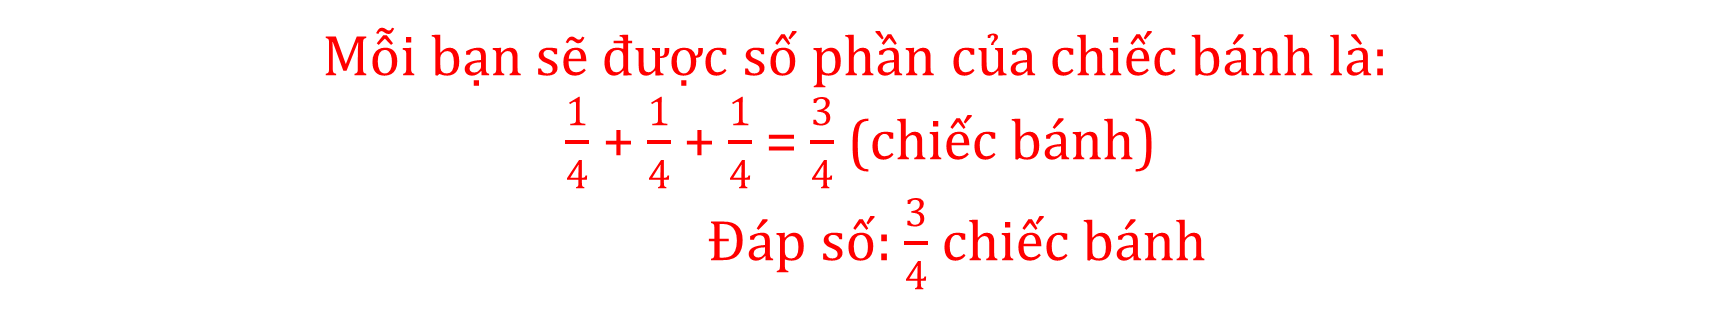 Mỗi bạn sẽ được số phần của chiếc bánh là:
1/4 + 1/4 + 1/4 = 3/4 (chiếc bánh)
Đáp số: 3/4 chiếc bánh